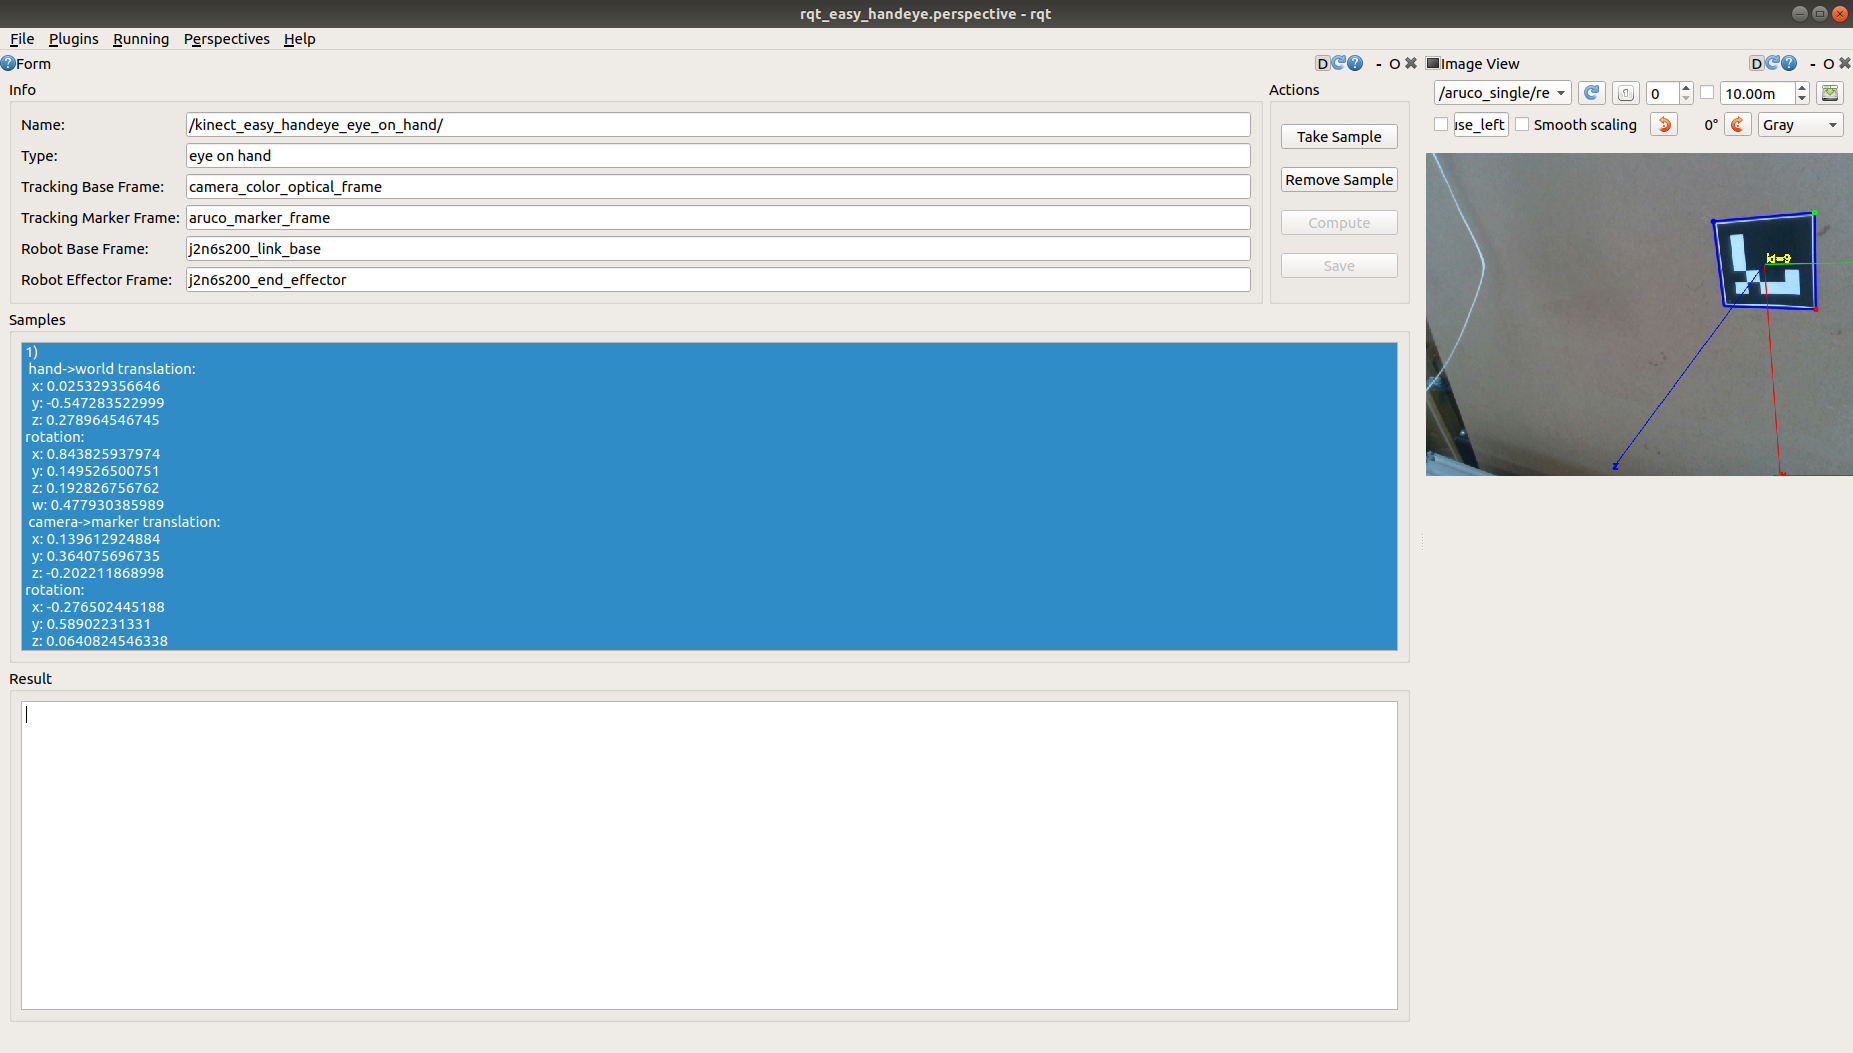 rqt_easy_handeye.perspective - rqt
File Plugins Running Perspectives Help
Form
D
- O
Image View
D
- O
Info
Name: /kinect_easy_handeye_eye_on_hand/
Type: eye on hand
Tracking Base Frame: camera_color_optical_frame
Tracking Marker Frame: aruco_marker_frame
Robot Base Frame: j2n6s200_link_base
Robot Effector Frame: j2n6s200_end_effector
Actions
Take Sample
Remove Sample
Compute
Save
/aruco_single/re 0 10.00m
use_left Smooth scaling 0° Gray
id=9
z
Samples
1)
hand->world translation:
x: 0.025329356646
y: -0.547283522999
z: 0.278964546745
rotation:
x: 0.843825937974
y: 0.149526500751
z: 0.192826756762
w: 0.477930385989
camera->marker translation:
x: 0.139612924884
y: 0.364075696735
z: -0.202211868998
rotation:
x: -0.276502445188
y: 0.58902231331
z: 0.0640824546338
Result